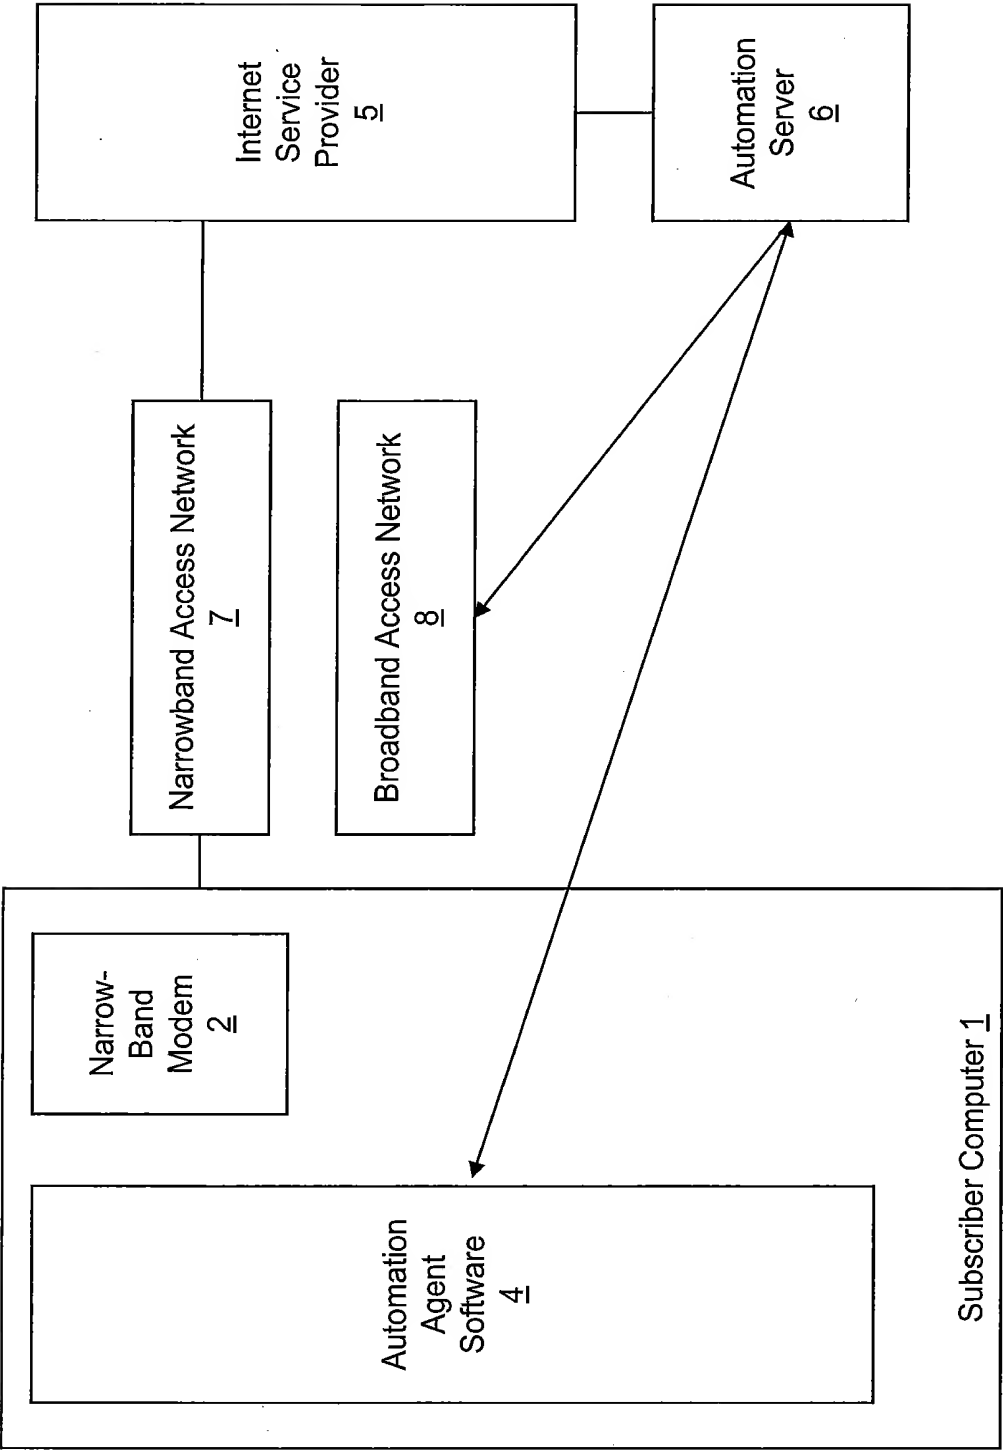 Automation
Agent
Software
4
Narrow-
Band
Modem
2
Subscriber Computer 1
Narrowband Access Network
7
Broadband Access Network
8
Internet
Service
Provider
5
Automation
Server
6